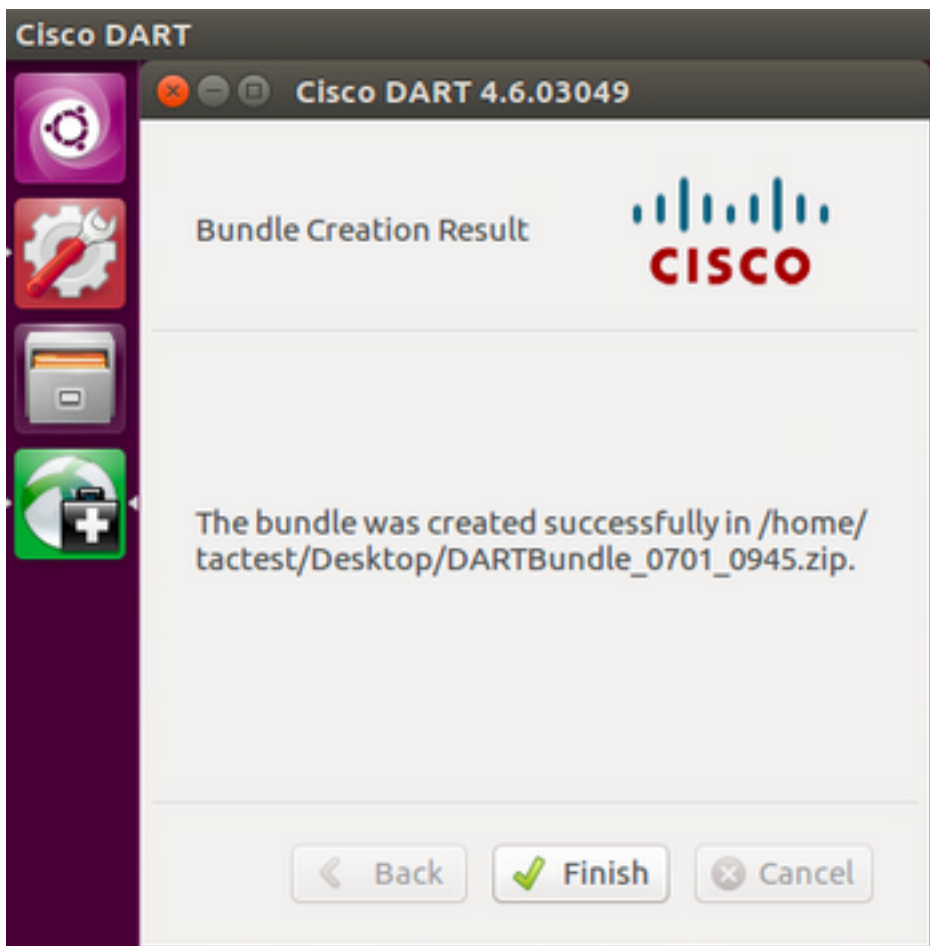 Cisco DART
Cisco DART 4.6.03049
Bundle Creation Result
CISCO
The bundle was created successfully in /home/
tactest/Desktop/DARTBundle_0701_0945.zip.
Back
Finish
Cancel